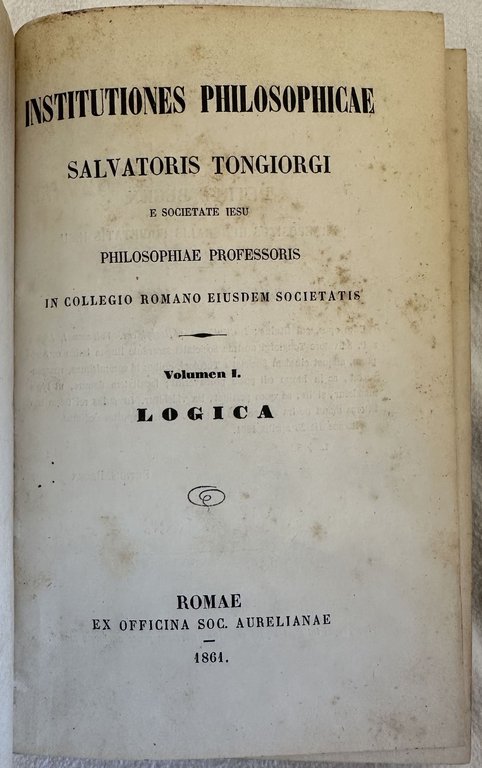 INSTITUTIONES PHILOSOPHICAE
SALVATORIS TONGIORGI
E SOCIETATE IESU
PHILOSOPHIAE PROFESSORIS
IN COLLEGIO ROMANO EIUSDEM SOCIETATIS
Volumen I.
LOGICA
ROMAE
EX OFFICINA SOC. AURELIANAE
1861.